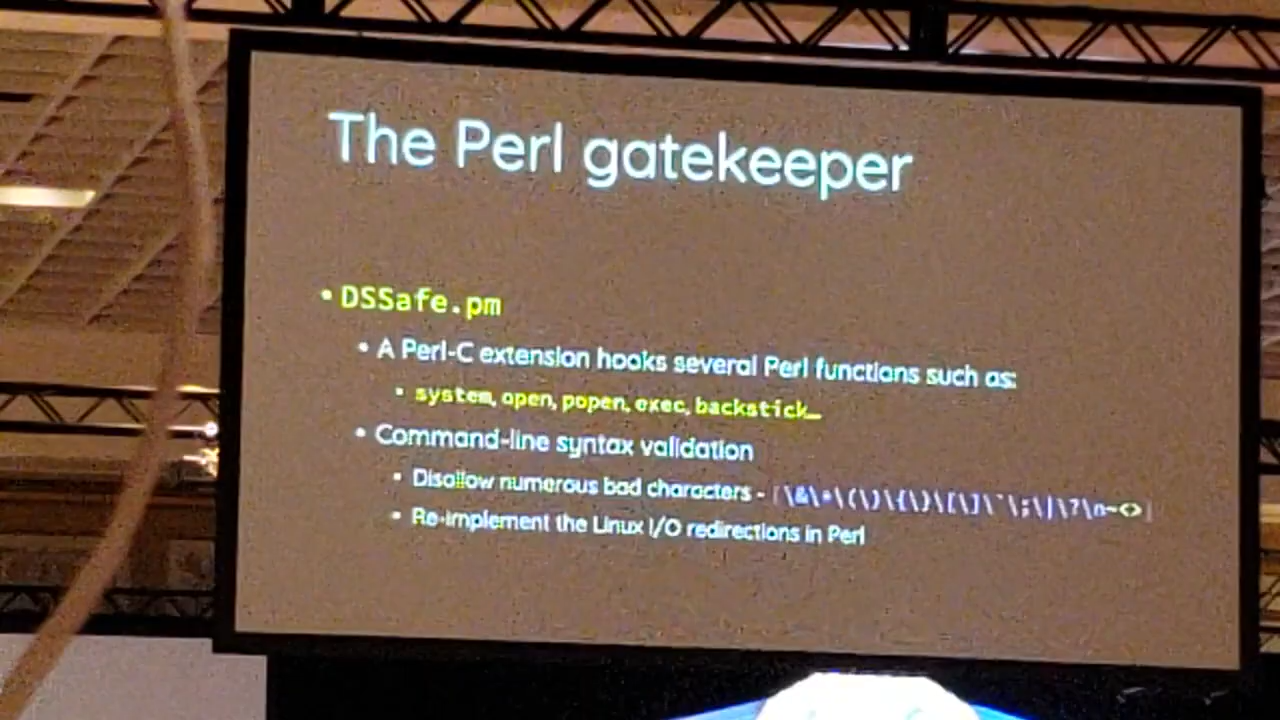 The Perl gatekeeper
• DSSafe.pm
• A Perl-C extension hooks several Perl functions such as:
• system, open, popen, exec, backstick…
• Command-line syntax validation
• Disallow numerous bad characters - [\&\*\(\)\{\}\[\]\`\;\|\?\n~<>]
• Re-implement the Linux I/O redirections in Perl